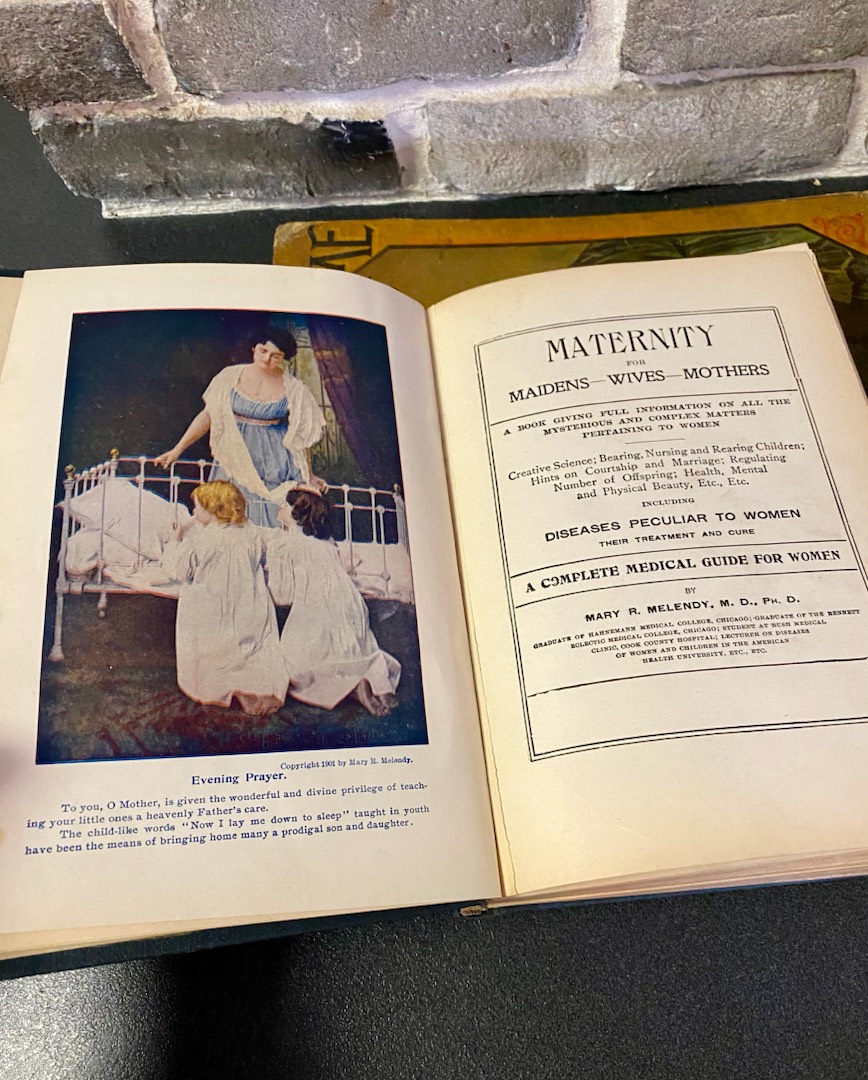 Copyright 1901 by Mary R. Melendy.
Evening Prayer.
To you, O Mother, is given the wonderful and divine privilege of teach-
ing your little ones a heavenly Father's care.
The child-like words "Now I lay me down to sleep" taught in youth
have been the means of bringing home many a prodigal son and daughter.
MATERNITY
FOR
MAIDENS—WIVES—MOTHERS
A BOOK GIVING FULL INFORMATION ON ALL THE
MYSTERIOUS AND COMPLEX MATTERS
PERTAINING TO WOMEN
Creative Science; Bearing, Nursing and Rearing Children;
Hints on Courtship and Marriage; Regulating
Number of Offspring; Health, Mental
and Physical Beauty, Etc., Etc.
INCLUDING
DISEASES PECULIAR TO WOMEN
THEIR TREATMENT AND CURE
A COMPLETE MEDICAL GUIDE FOR WOMEN
BY
MARY R. MELENDY, M. D., PH. D.
GRADUATE OF HAHNEMANN MEDICAL COLLEGE, CHICAGO; GRADUATE OF THE BENNETT
ECLECTIC MEDICAL COLLEGE, CHICAGO; STUDENT AT RUSH MEDICAL
CLINIC, COOK COUNTY HOSPITAL; LECTURER ON DISEASES
OF WOMEN AND CHILDREN IN THE AMERICAN
HEALTH UNIVERSITY, ETC., ETC.